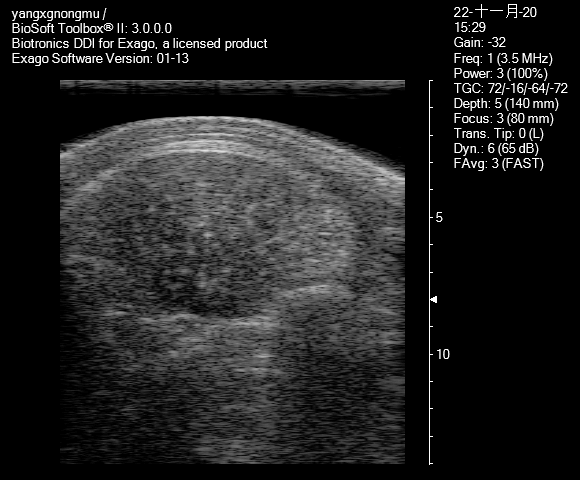 yangxgnongmu /
BioSoft Toolbox® II: 3.0.0.0
Biotronics DDI for Exago, a licensed product
Exago Software Version: 01-13
22-十一月-20
15:29
Gain: -32
Freq: 1 (3.5 MHz)
Power: 3 (100%)
TGC: 72/-16/-64/-72
Depth: 5 (140 mm)
Focus: 3 (80 mm)
Trans. Tip: 0 (L)
Dyn.: 6 (65 dB)
FAvg: 3 (FAST)
5
10